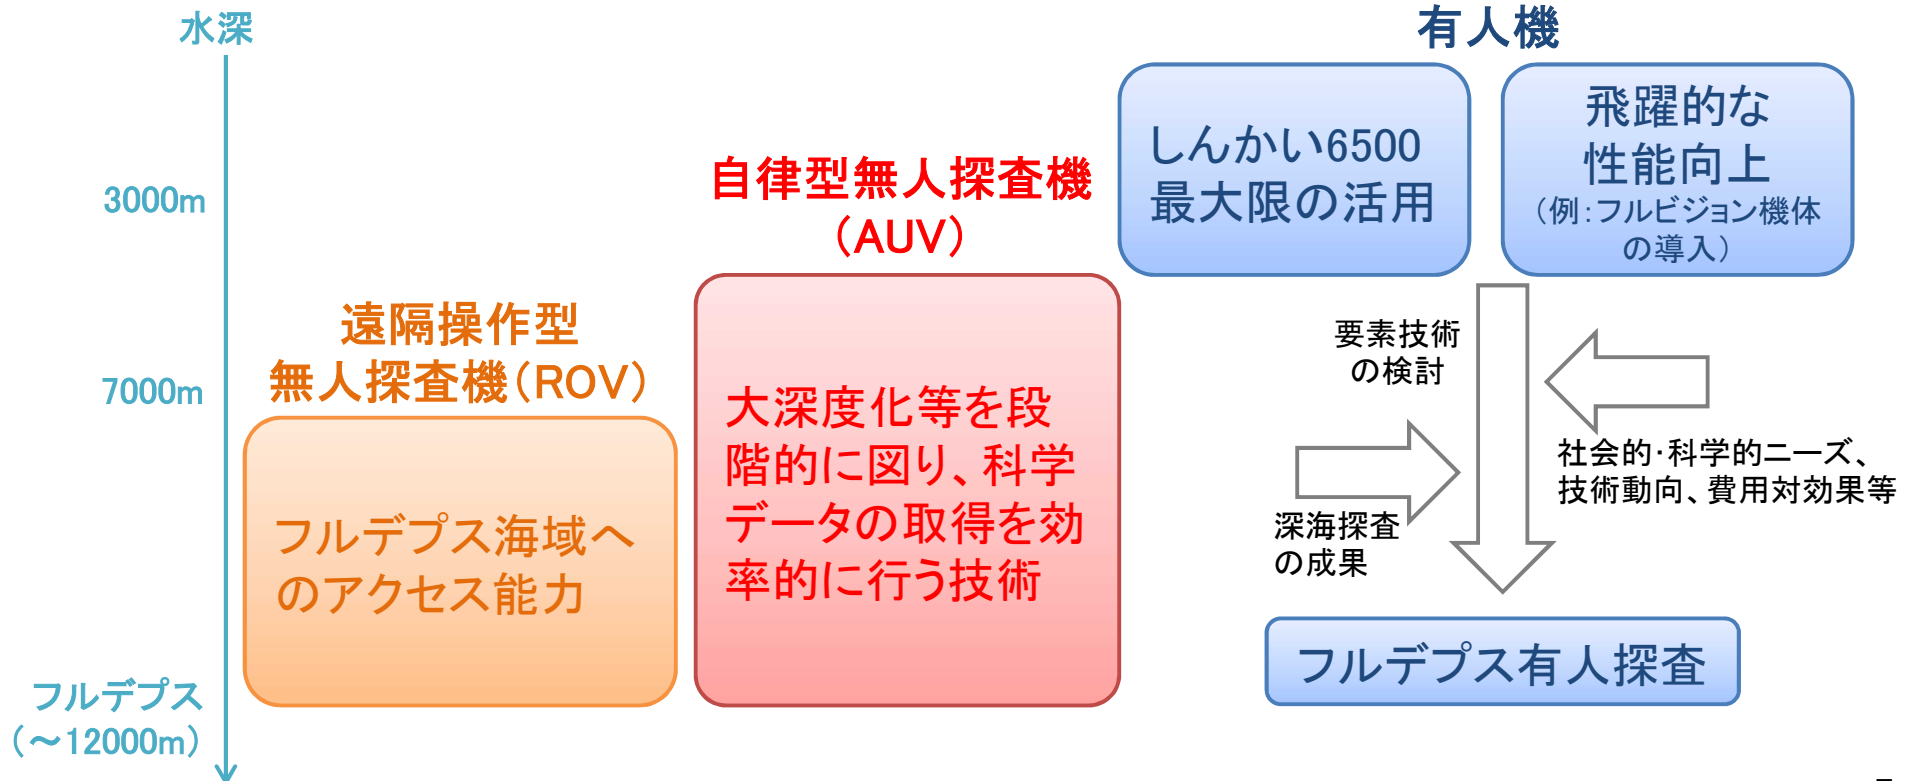 水深
3000m
7000m
フルデプス
（～12000m）
遠隔操作型
無人探査機（ROV）
フルデプス海域へ
のアクセス能力
自律型無人探査機
（AUV）
大深度化等を段
階的に図り、科学
データの取得を効
率的に行う技術
有人機
しんかい6500
最大限の活用
飛躍的な
性能向上
（例：フルビジョン機体
の導入）
要素技術
の検討
社会的・科学的ニーズ、
技術動向、費用対効果等
深海探査
の成果
フルデプス有人探査